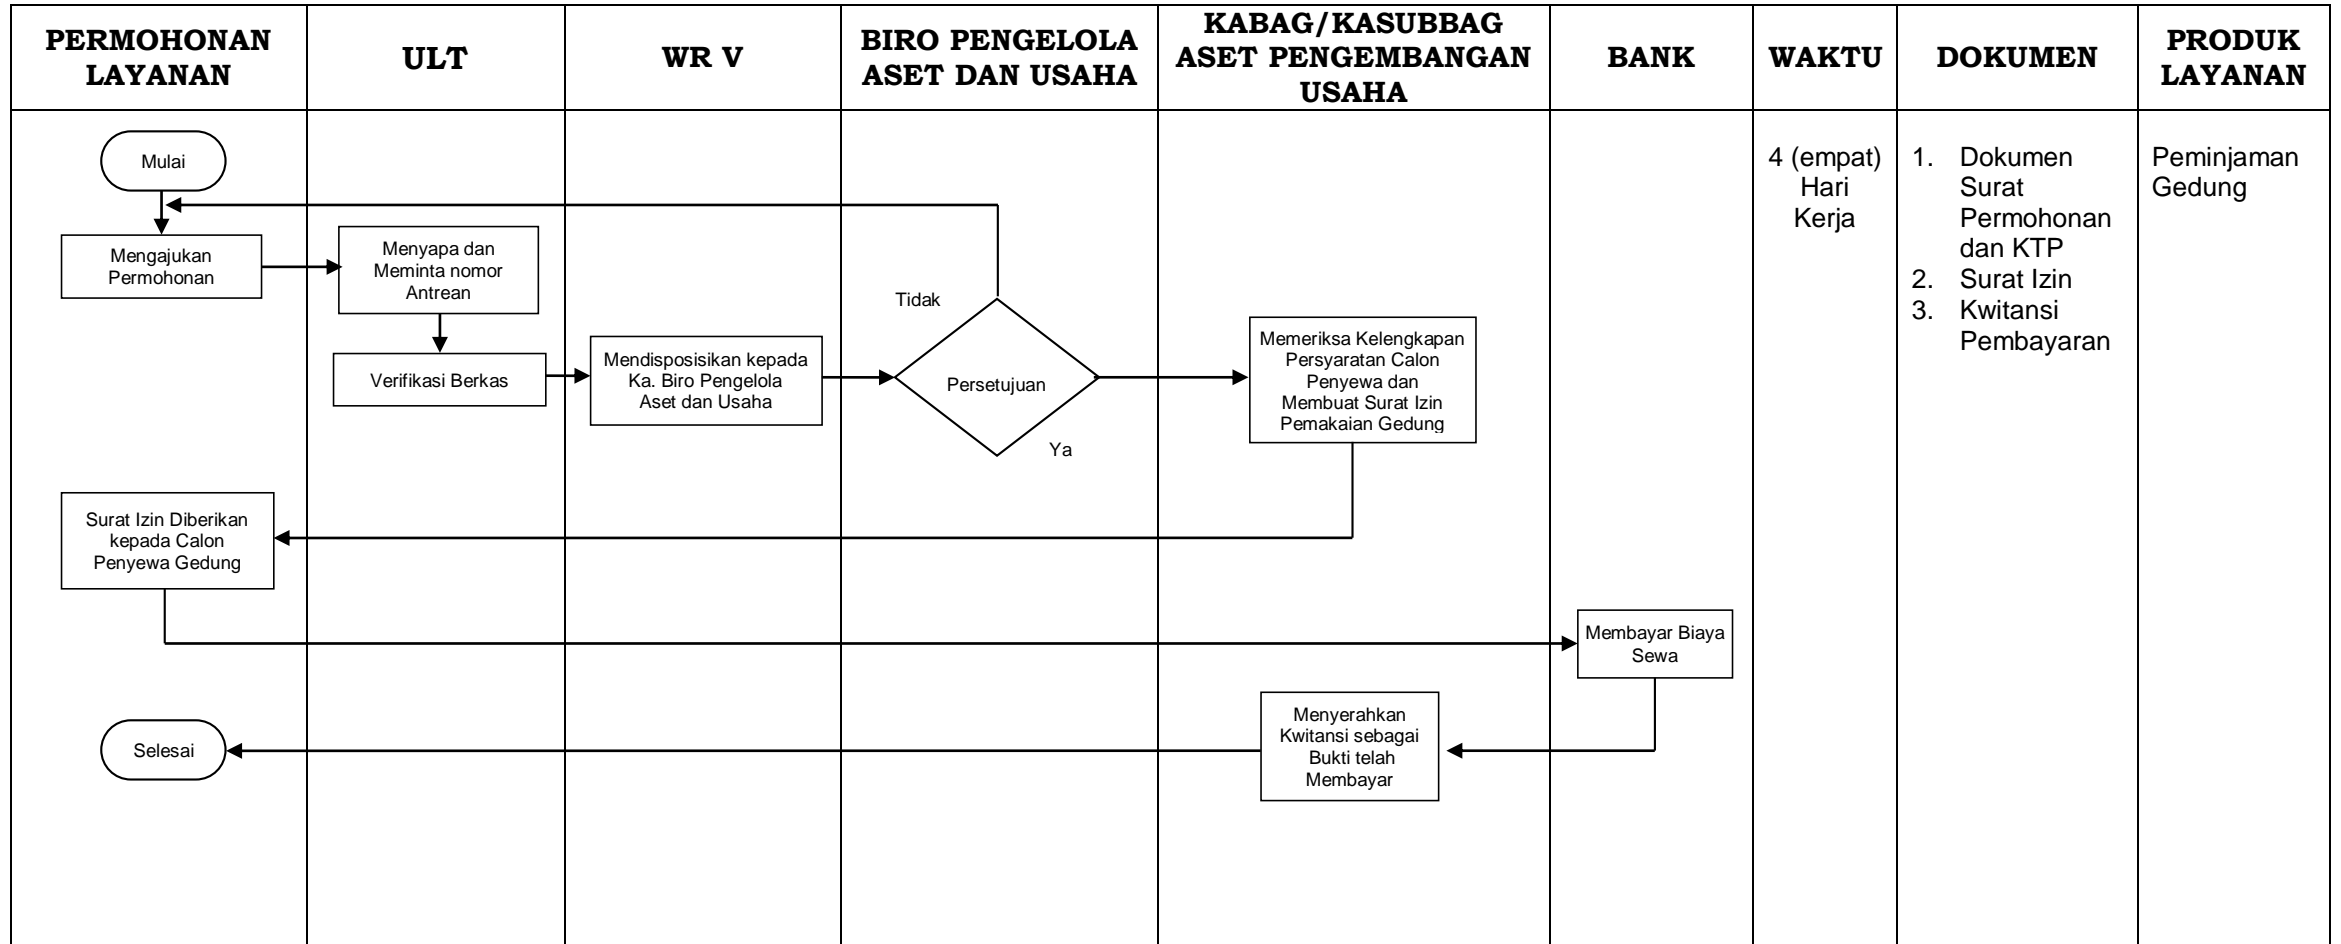 PERMOHONAN
LAYANAN
ULT
WR V
BIRO PENGELOLA
ASET DAN USAHA
KABAG/KASUBBAG
ASET PENGEMBANGAN
USAHA
BANK
WAKTU
DOKUMEN
PRODUK
LAYANAN
Mulai
Mengajukan
Permohonan
Menyapa dan
Meminta nomor
Antrean
Verifikasi Berkas
Mendisposisikan kepada
Ka. Biro Pengelola
Aset dan Usaha
Tidak
Persetujuan
Ya
Memeriksa Kelengkapan
Persyaratan Calon
Penyewa dan
Membuat Surat Izin
Pemakaian Gedung
Surat Izin Diberikan
kepada Calon
Penyewa Gedung
Membayar Biaya
Sewa
Menyerahkan
Kwitansi sebagai
Bukti telah
Membayar
Selesai
4 (empat)
Hari
Kerja
1. Dokumen
Surat
Permohonan
dan KTP
2. Surat Izin
3. Kwitansi
Pembayaran
Peminjaman
Gedung